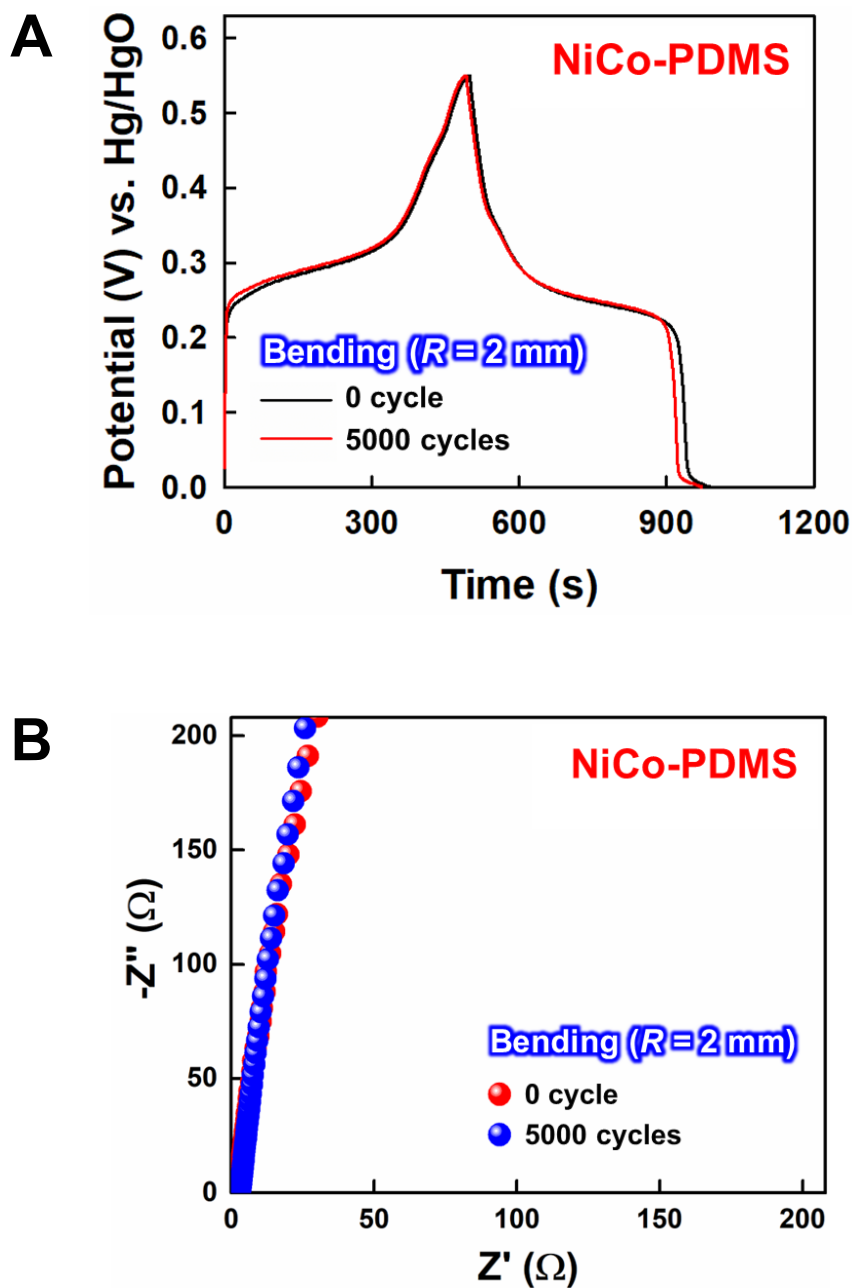 A
NiCo-PDMS
Potential (V) vs. Hg/HgO
0.6
0.5
0.4
0.3
0.2
0.1
0.0
Bending (R = 2 mm)
0 cycle
5000 cycles
0
300
600
900
1200
Time (s)
B
NiCo-PDMS
-Z'' (Ω)
200
150
100
50
0
Bending (R = 2 mm)
0 cycle
5000 cycles
0
50
100
150
200
Z' (Ω)